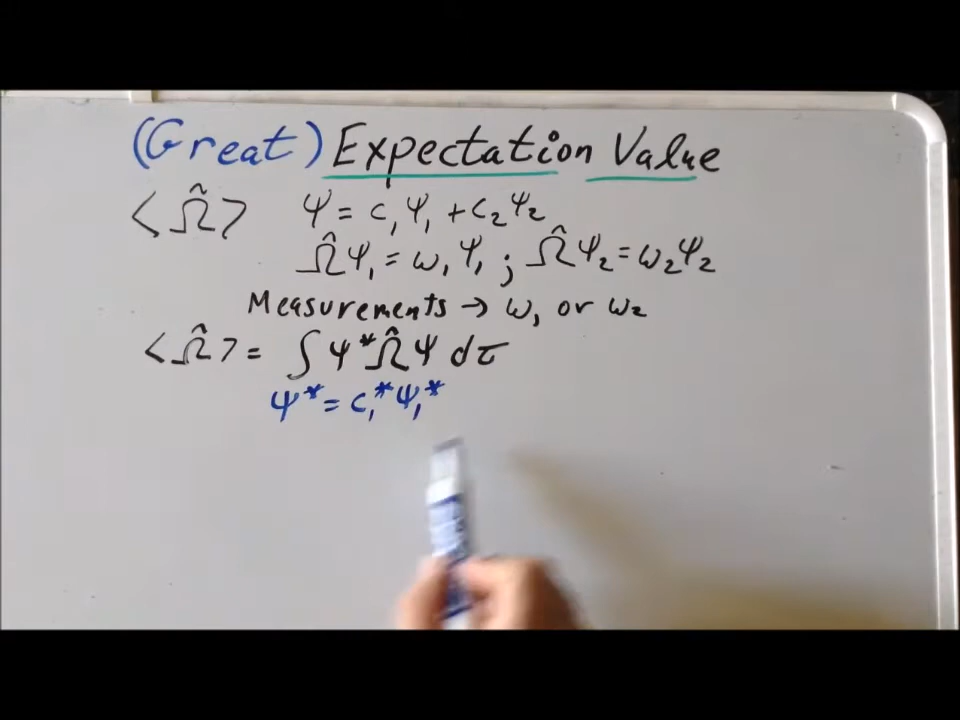 (Great) Expectation Value
<Ω̂> ψ = c₁ψ₁ + c₂ψ₂
Ω̂ψ₁ = ω₁ψ₁ ; Ω̂ψ₂ = ω₂ψ₂
Measurements → ω₁ or ω₂
<Ω̂> = ∫ψ*Ω̂ψ dτ
ψ* = c₁*ψ₁*